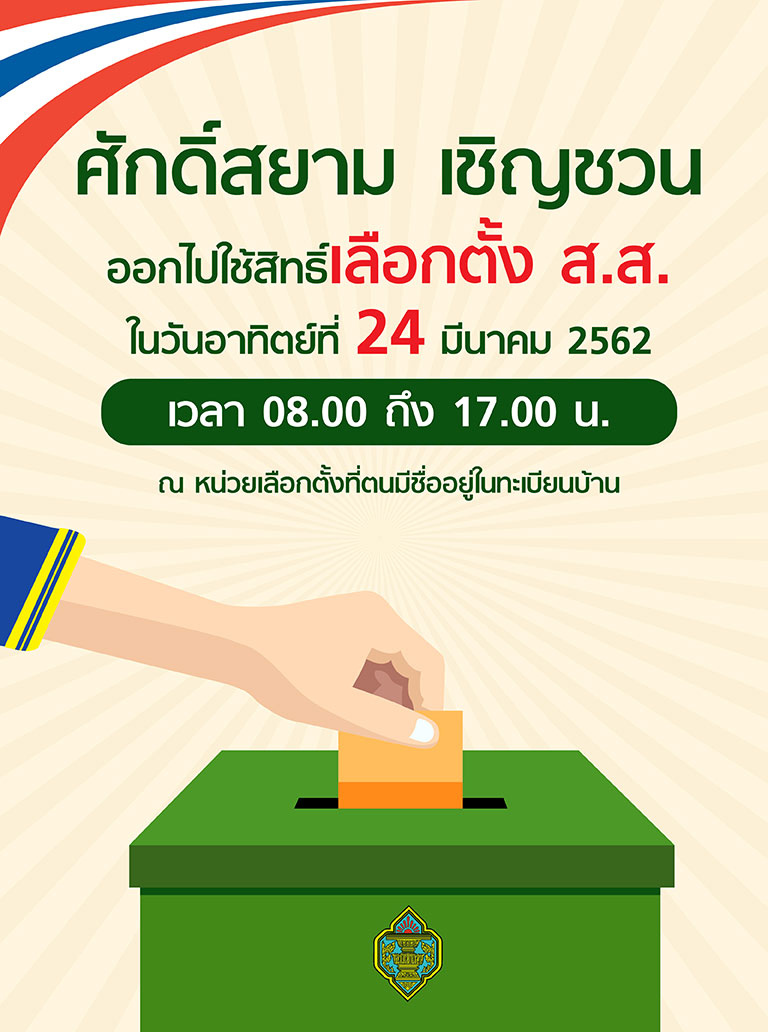 ศักดิ์สยาม เชิญชวน
ออกไปใช้สิทธิ์เลือกตั้ง ส.ส.
ในวันอาทิตย์ที่ 24 มีนาคม 2562
เวลา 08.00 ถึง 17.00 น.
ณ หน่วยเลือกตั้งที่ตนมีชื่ออยู่ในทะเบียนบ้าน